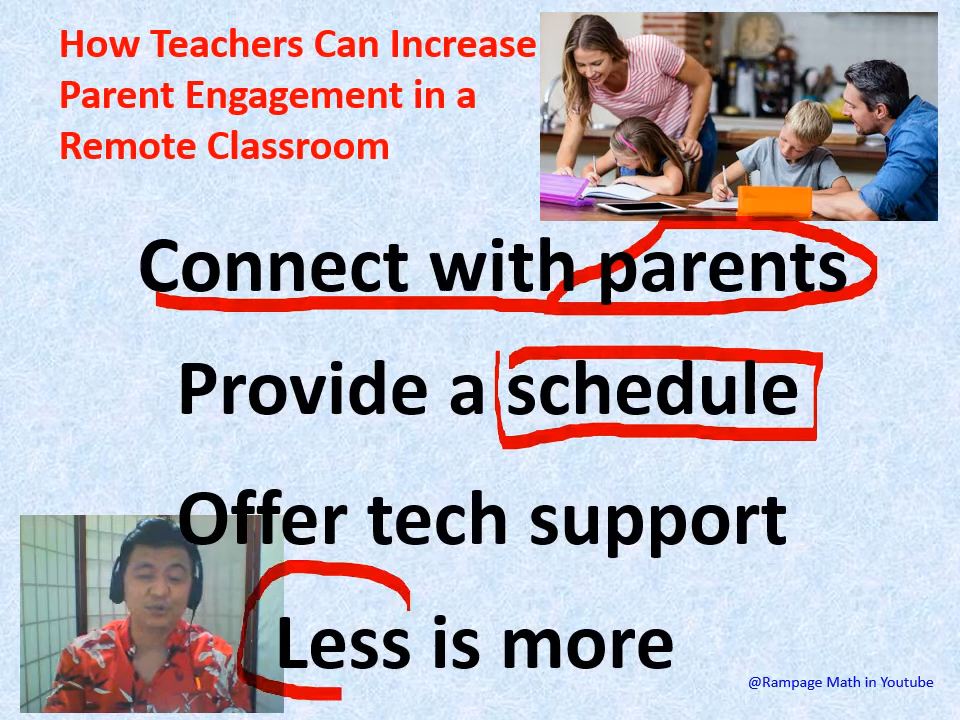 How Teachers Can Increase
Parent Engagement in a
Remote Classroom
Connect with parents
Provide a schedule
Offer tech support
Less is more
@Rampage Math in Youtube